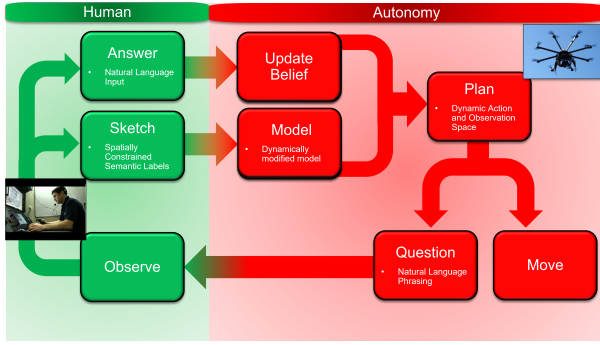 Human
Autonomy
Answer
• Natural Language
Input
Update
Belief
Plan
• Dynamic Action
and Observation
Space
Sketch
• Spatially
Constrained
Semantic Labels
Model
• Dynamically
modified model
Observe
Question
• Natural Language
Phrasing
Move